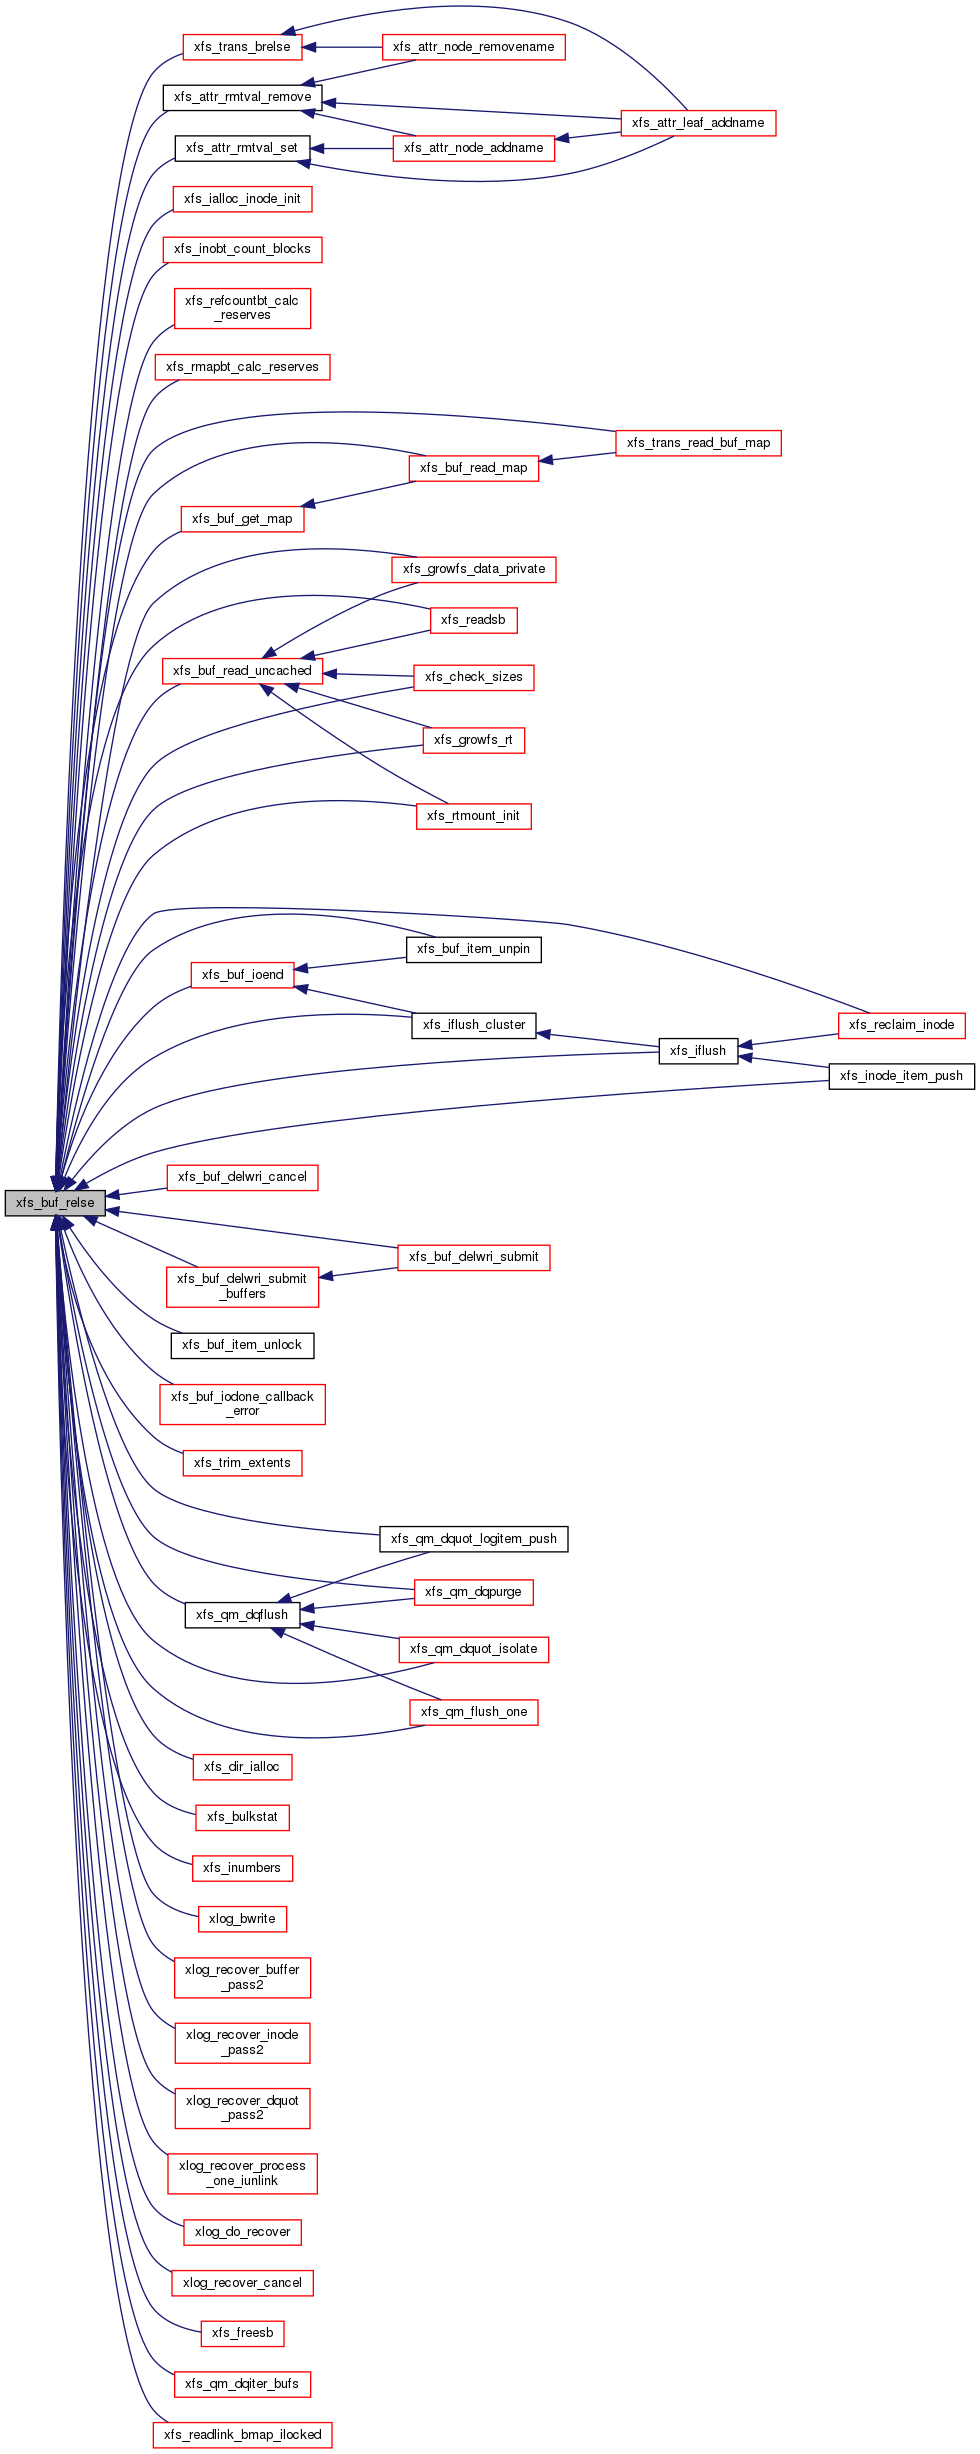 xfs_trans_brelse
xfs_attr_node_removename
xfs_attr_rmtval_remove
xfs_attr_leaf_addname
xfs_attr_rmtval_set
xfs_attr_node_addname
xfs_ialloc_inode_init
xfs_inobt_count_blocks
xfs_refcountbt_calc
_reserves
xfs_rmapbt_calc_reserves
xfs_trans_read_buf_map
xfs_buf_read_map
xfs_buf_get_map
xfs_growfs_data_private
xfs_readsb
xfs_buf_read_uncached
xfs_check_sizes
xfs_growfs_rt
xfs_rtmount_init
xfs_buf_item_unpin
xfs_buf_ioend
xfs_iflush_cluster
xfs_reclaim_inode
xfs_iflush
xfs_inode_item_push
xfs_buf_delwri_cancel
xfs_buf_relse
xfs_buf_delwri_submit
xfs_buf_delwri_submit
_buffers
xfs_buf_item_unlock
xfs_buf_iodone_callback
_error
xfs_trim_extents
xfs_qm_dquot_logitem_push
xfs_qm_dqpurge
xfs_qm_dqflush
xfs_qm_dquot_isolate
xfs_qm_flush_one
xfs_dir_ialloc
xfs_bulkstat
xfs_inumbers
xlog_bwrite
xlog_recover_buffer
_pass2
xlog_recover_inode
_pass2
xlog_recover_dquot
_pass2
xlog_recover_process
_one_iunlink
xlog_do_recover
xlog_recover_cancel
xfs_freesb
xfs_qm_dqiter_bufs
xfs_readlink_bmap_ilocked